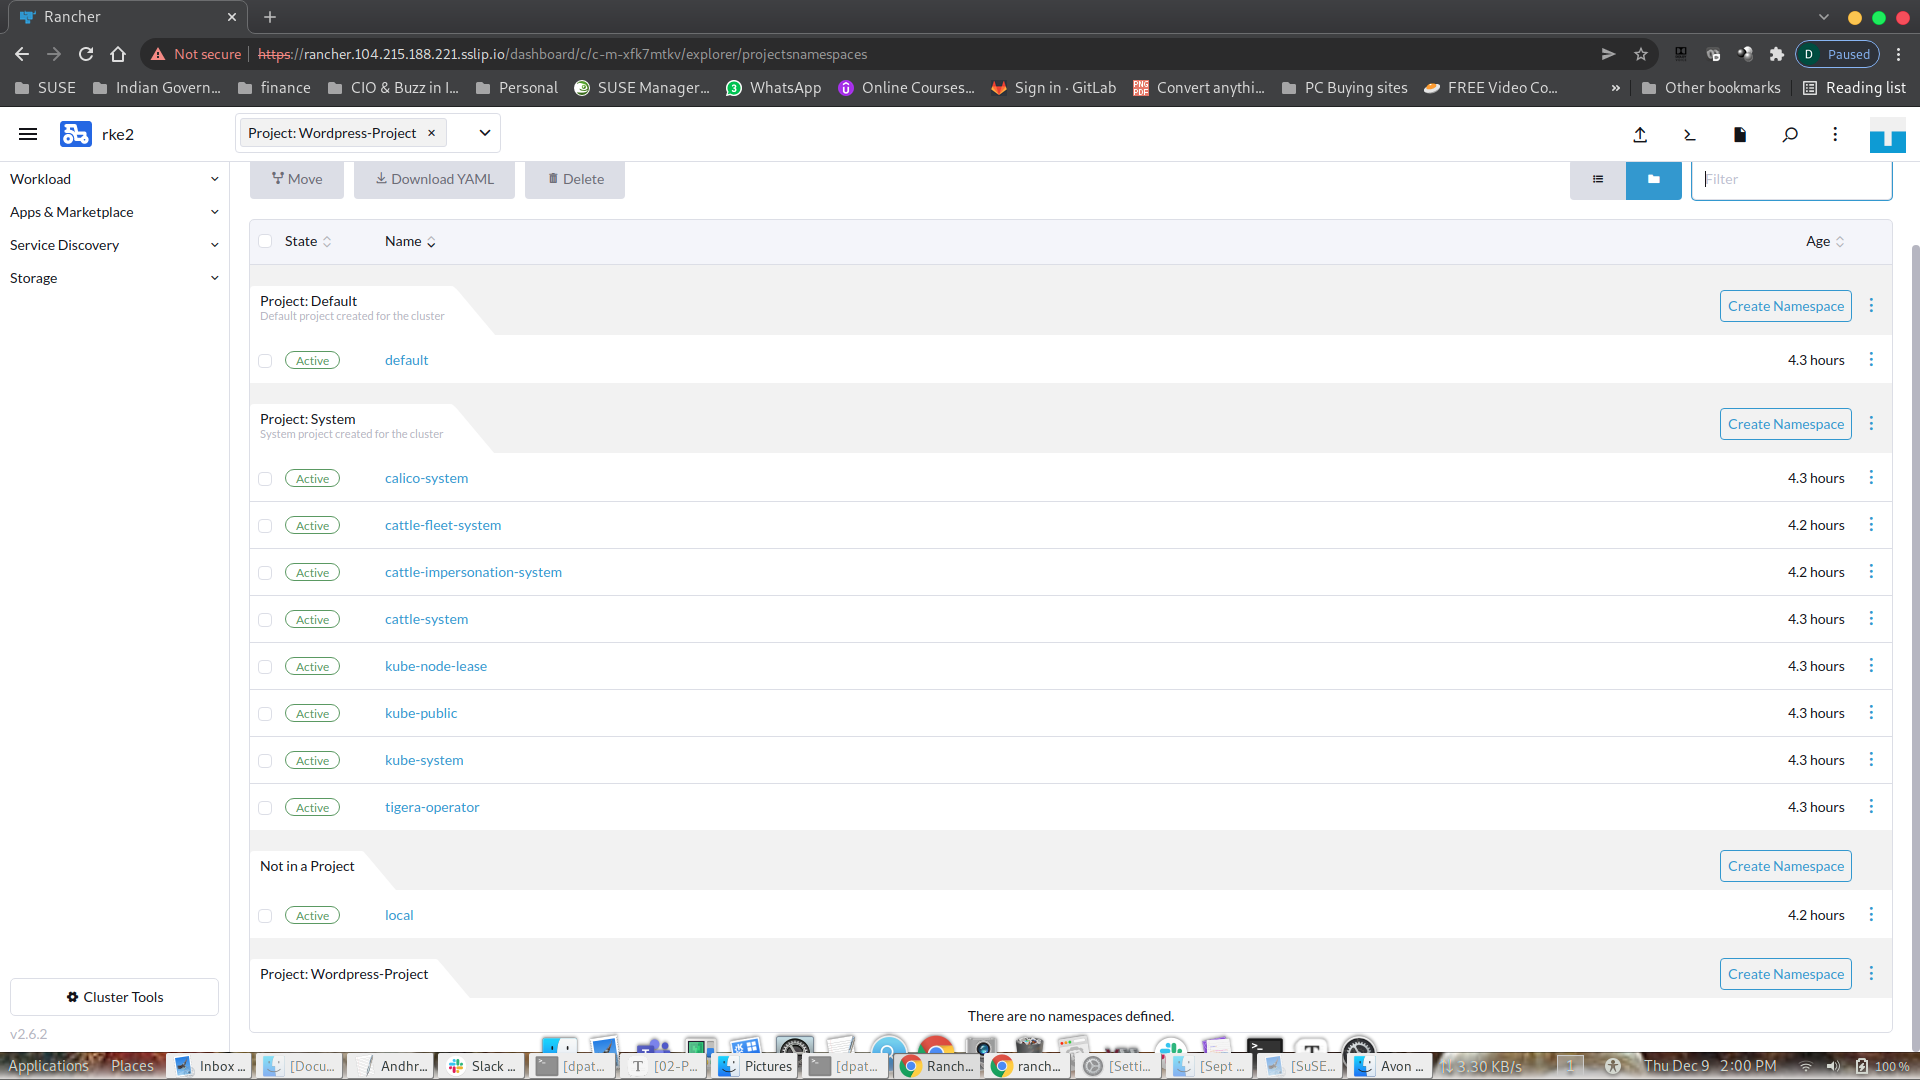 Rancher
Not secure https://rancher.104.215.188.221.sslip.io/dashboard/c/c-m-xfk7mtkv/explorer/projectsnamespaces D Paused
SUSE Indian Govern... finance CIO & Buzz in I... Personal SUSE Manager... WhatsApp Online Courses... Sign in · GitLab Convert anythi... PC Buying sites FREE Video Co... » Other bookmarks Reading list
rke2 Project: Wordpress-Project ×
Workload
Apps & Marketplace
Service Discovery
Storage
Move Download YAML Delete Filter
State Name Age
Project: Default
Default project created for the cluster
Create Namespace
Active default 4.3 hours
Project: System
System project created for the cluster
Create Namespace
Active calico-system 4.3 hours
Active cattle-fleet-system 4.2 hours
Active cattle-impersonation-system 4.2 hours
Active cattle-system 4.3 hours
Active kube-node-lease 4.3 hours
Active kube-public 4.3 hours
Active kube-system 4.3 hours
Active tigera-operator 4.3 hours
Not in a Project Create Namespace
Active local 4.2 hours
Project: Wordpress-Project Create Namespace
There are no namespaces defined.
Cluster Tools
v2.6.2
Applications Places Inbox ... [Docu... Andhr... Slack ... [dpat... [02-P... Pictures [dpat... Ranch... ranch... [Setti... [Sept ... [SuSE... Avon ... 3.30 KB/s 1 Thu Dec 9 2:00 PM 100 %